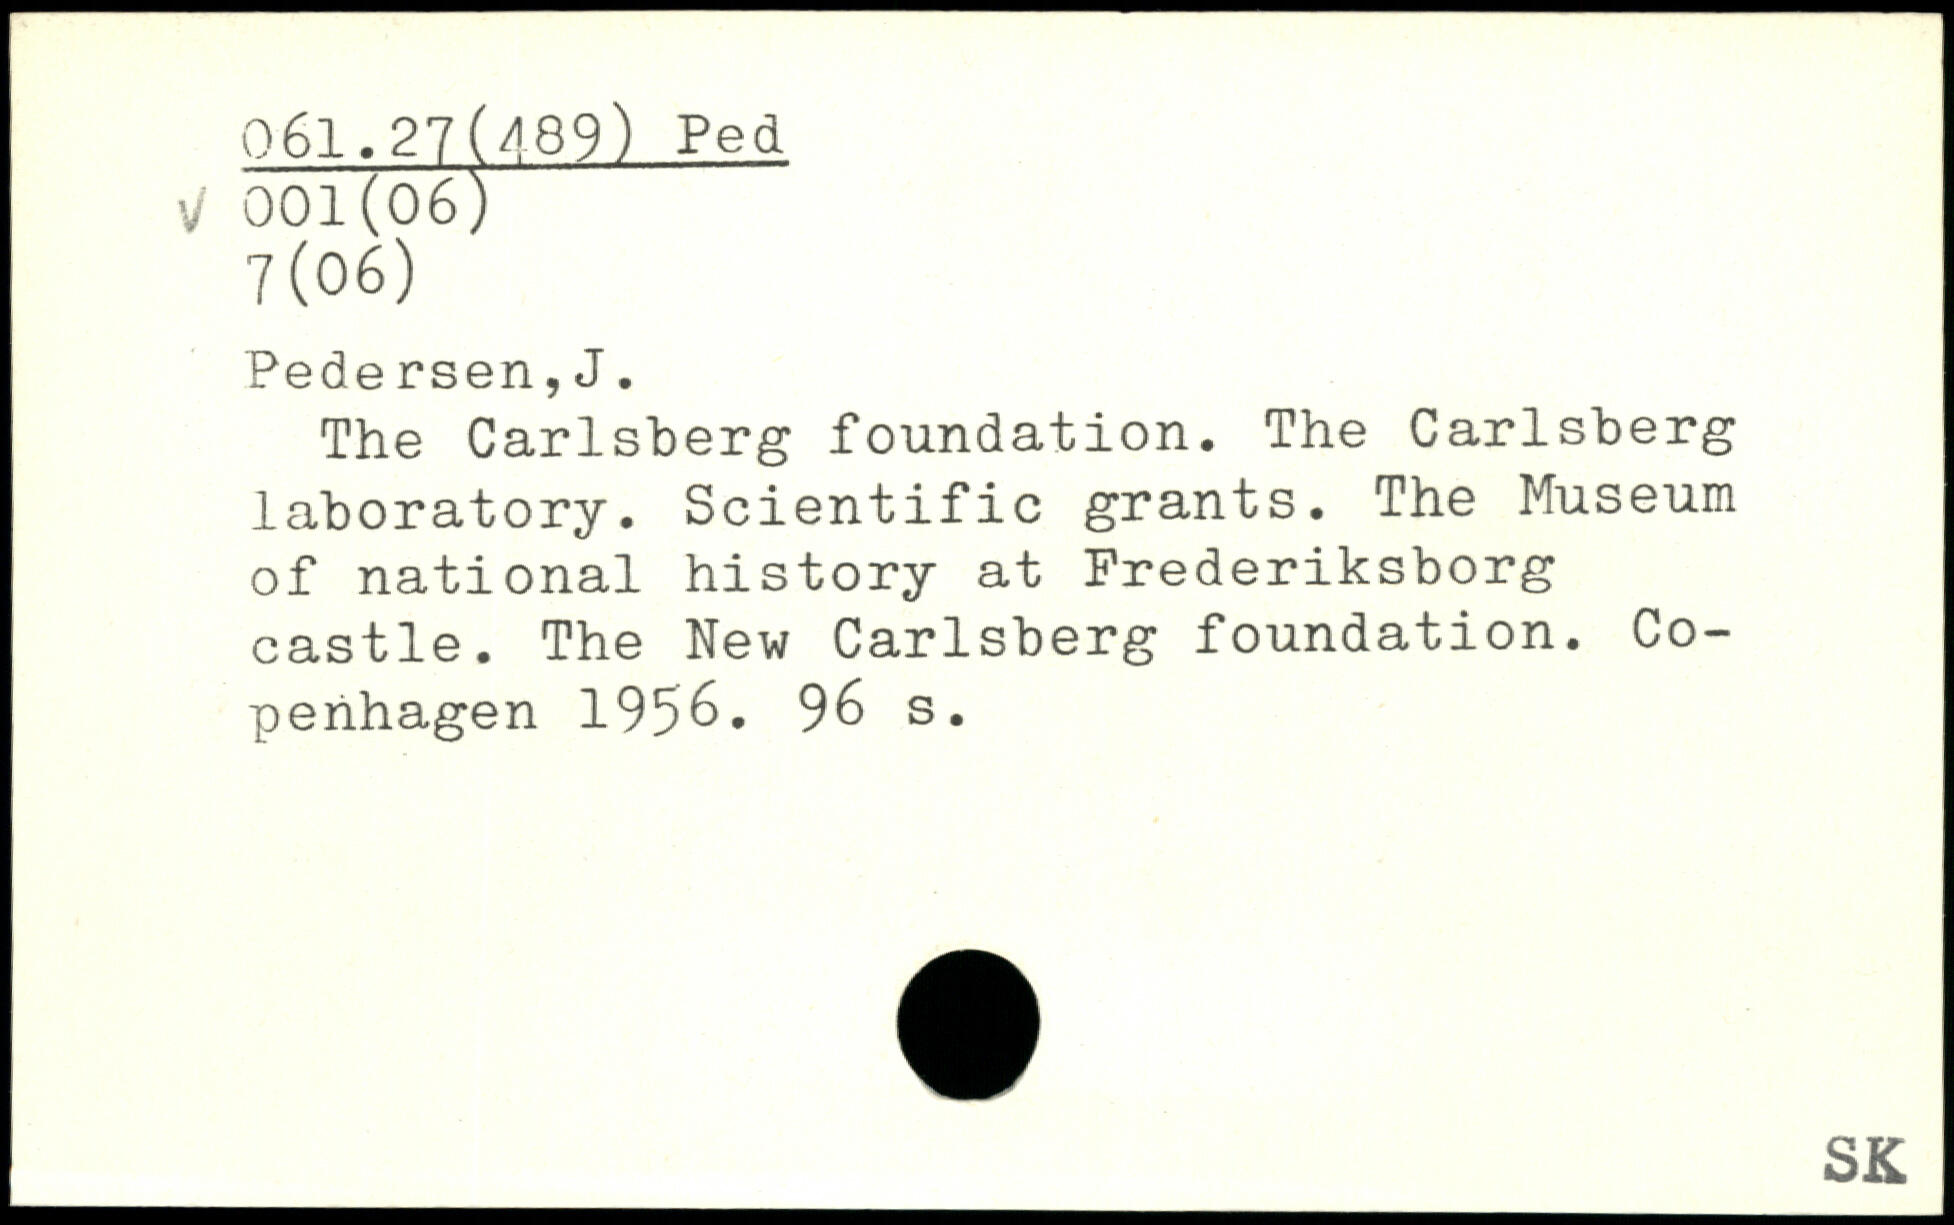 061.27(489) Ped
√ 001(06)
7(06)
Pedersen,J.
The Carlsberg foundation. The Carlsberg
laboratory. Scientific grants. The Museum
of national history at Frederiksborg
castle. The New Carlsberg foundation. Co-
penhagen 1956. 96 s.
SK